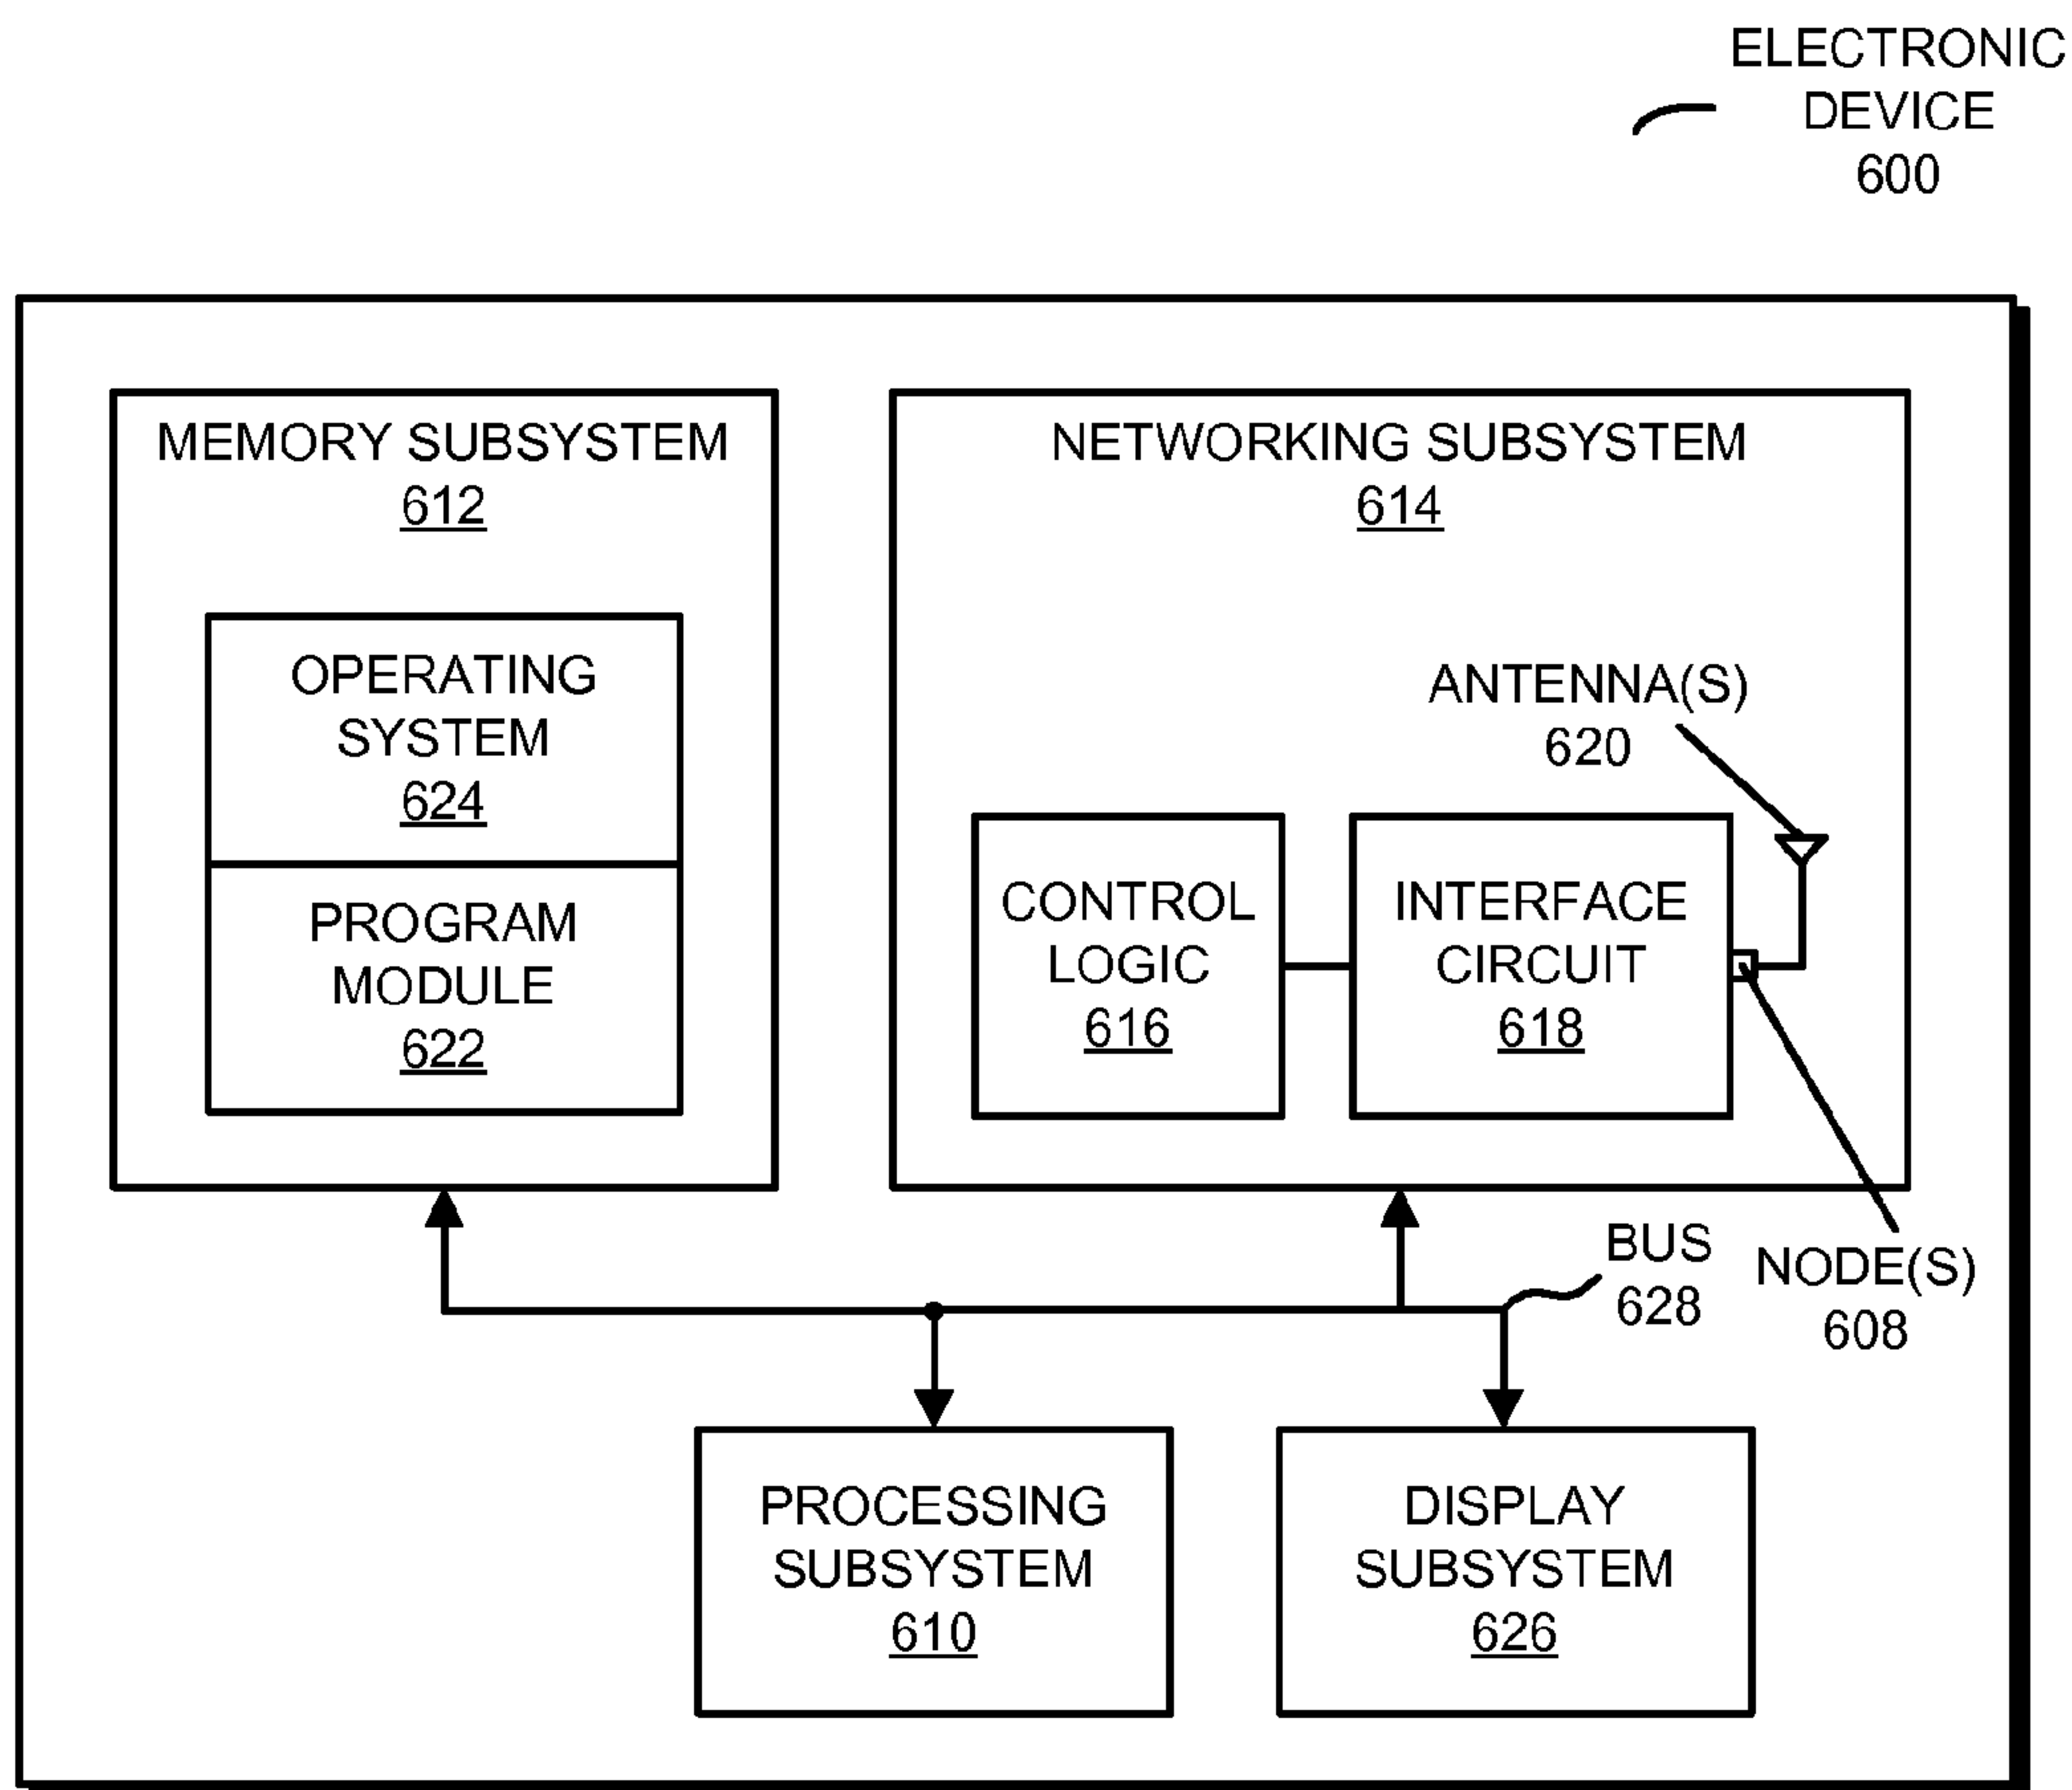 ELECTRONIC
DEVICE
600
MEMORY SUBSYSTEM
612
OPERATING
SYSTEM
624
PROGRAM
MODULE
622
NETWORKING SUBSYSTEM
614
ANTENNA(S)
620
CONTROL
LOGIC
616
INTERFACE
CIRCUIT
618
BUS
628
NODE(S)
608
PROCESSING
SUBSYSTEM
610
DISPLAY
SUBSYSTEM
626